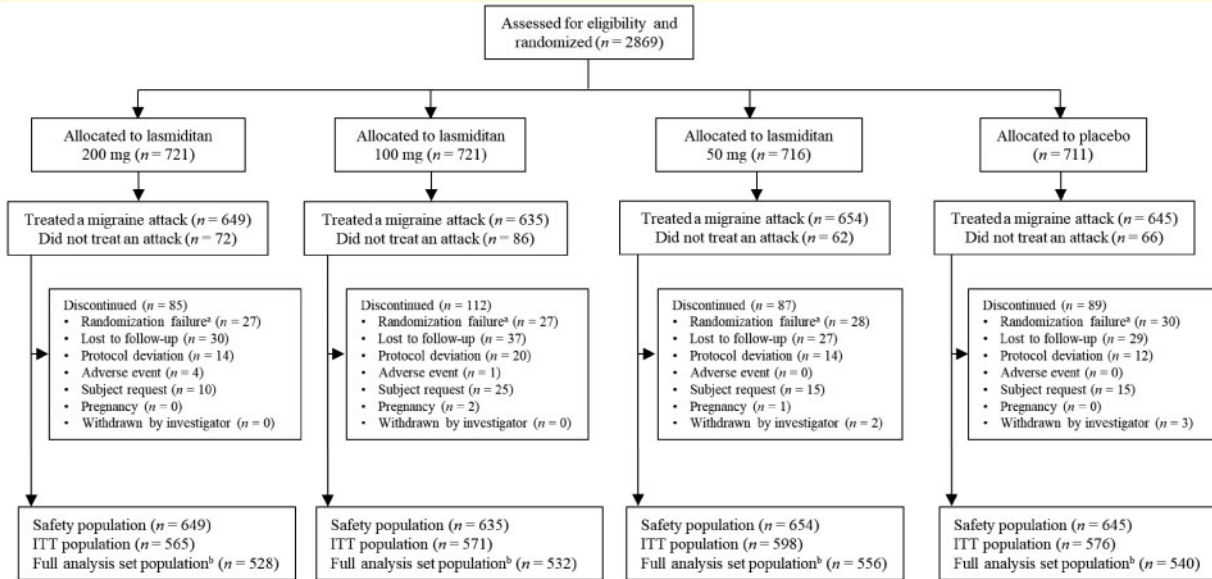 Assessed for eligibility and
randomized (n = 2869)
Allocated to lasmiditan
200 mg (n = 721)
Allocated to lasmiditan
100 mg (n = 721)
Allocated to lasmiditan
50 mg (n = 716)
Allocated to placebo
(n = 711)
Treated a migraine attack (n = 649)
Did not treat an attack (n = 72)
Treated a migraine attack (n = 635)
Did not treat an attack (n = 86)
Treated a migraine attack (n = 654)
Did not treat an attack (n = 62)
Treated a migraine attack (n = 645)
Did not treat an attack (n = 66)
Discontinued (n = 85)
• Randomization failureᵃ (n = 27)
• Lost to follow-up (n = 30)
• Protocol deviation (n = 14)
• Adverse event (n = 4)
• Subject request (n = 10)
• Pregnancy (n = 0)
• Withdrawn by investigator (n = 0)
Discontinued (n = 112)
• Randomization failureᵃ (n = 27)
• Lost to follow-up (n = 37)
• Protocol deviation (n = 20)
• Adverse event (n = 1)
• Subject request (n = 25)
• Pregnancy (n = 2)
• Withdrawn by investigator (n = 0)
Discontinued (n = 87)
• Randomization failureᵃ (n = 28)
• Lost to follow-up (n = 27)
• Protocol deviation (n = 14)
• Adverse event (n = 0)
• Subject request (n = 15)
• Pregnancy (n = 1)
• Withdrawn by investigator (n = 2)
Discontinued (n = 89)
• Randomization failureᵃ (n = 30)
• Lost to follow-up (n = 29)
• Protocol deviation (n = 12)
• Adverse event (n = 0)
• Subject request (n = 15)
• Pregnancy (n = 0)
• Withdrawn by investigator (n = 3)
Safety population (n = 649)
ITT population (n = 565)
Full analysis set populationᵇ (n = 528)
Safety population (n = 635)
ITT population (n = 571)
Full analysis set populationᵇ (n = 532)
Safety population (n = 654)
ITT population (n = 598)
Full analysis set populationᵇ (n = 556)
Safety population (n = 645)
ITT population (n = 576)
Full analysis set populationᵇ (n = 540)